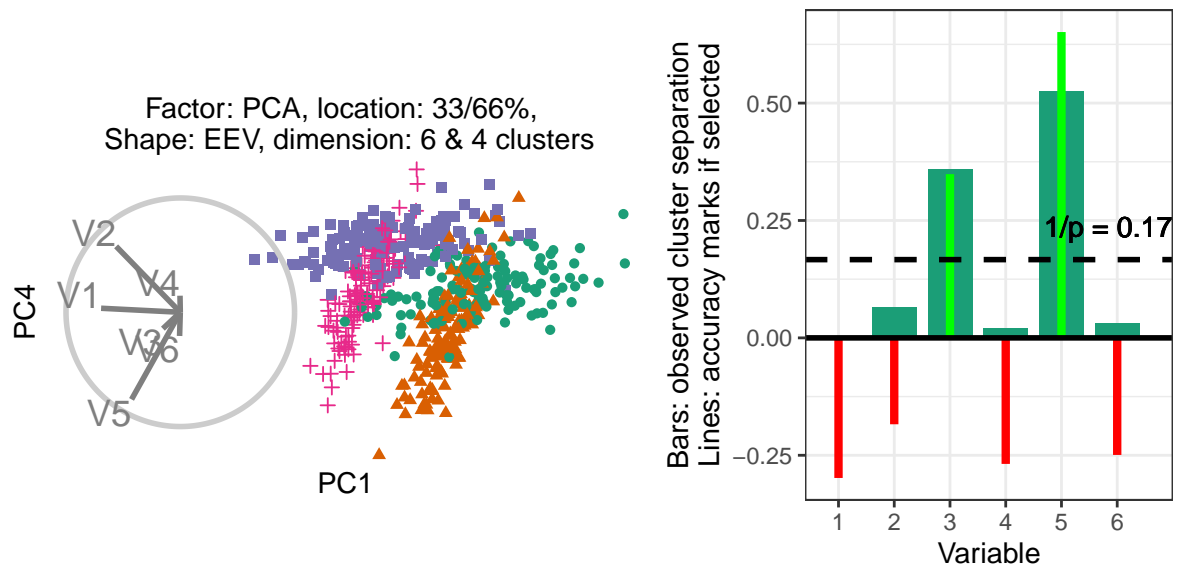 Factor: PCA, location: 33/66%,
Shape: EEV, dimension: 6 & 4 clusters
PC4
V2
V4
V1
V3
V6
V5
PC1
Bars: observed cluster separation
Lines: accuracy marks if selected
0.50
0.25
0.00
−0.25
1/p = 0.17
1 2 3 4 5 6
Variable